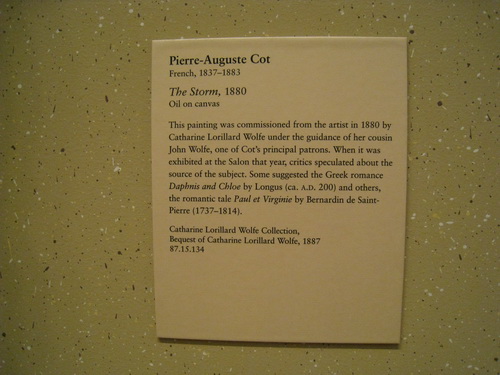 Pierre-Auguste Cot
French, 1837–1883
The Storm, 1880
Oil on canvas
This painting was commissioned from the artist in 1880 by
Catharine Lorillard Wolfe under the guidance of her cousin
John Wolfe, one of Cot's principal patrons. When it was
exhibited at the Salon that year, critics speculated about the
source of the subject. Some suggested the Greek romance
Daphnis and Chloe by Longus (ca. A.D. 200) and others,
the romantic tale Paul et Virginie by Bernardin de Saint-
Pierre (1737–1814).
Catharine Lorillard Wolfe Collection,
Bequest of Catharine Lorillard Wolfe, 1887
87.15.134